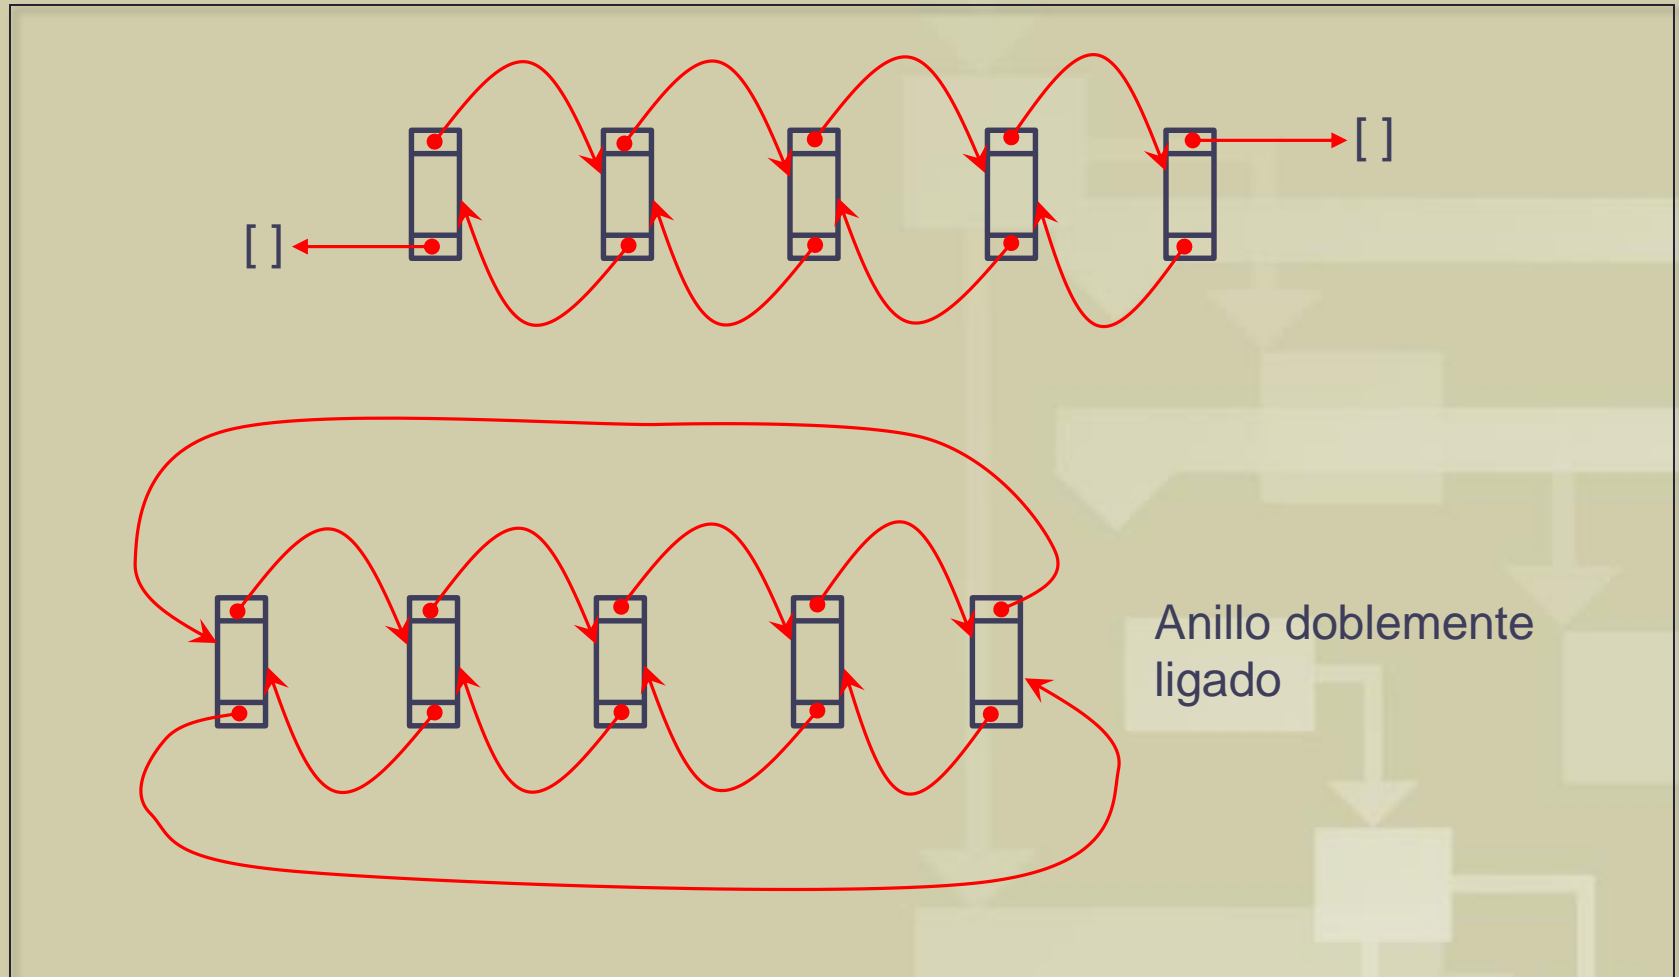 [ ]
[ ]
Anillo doblemente
ligado